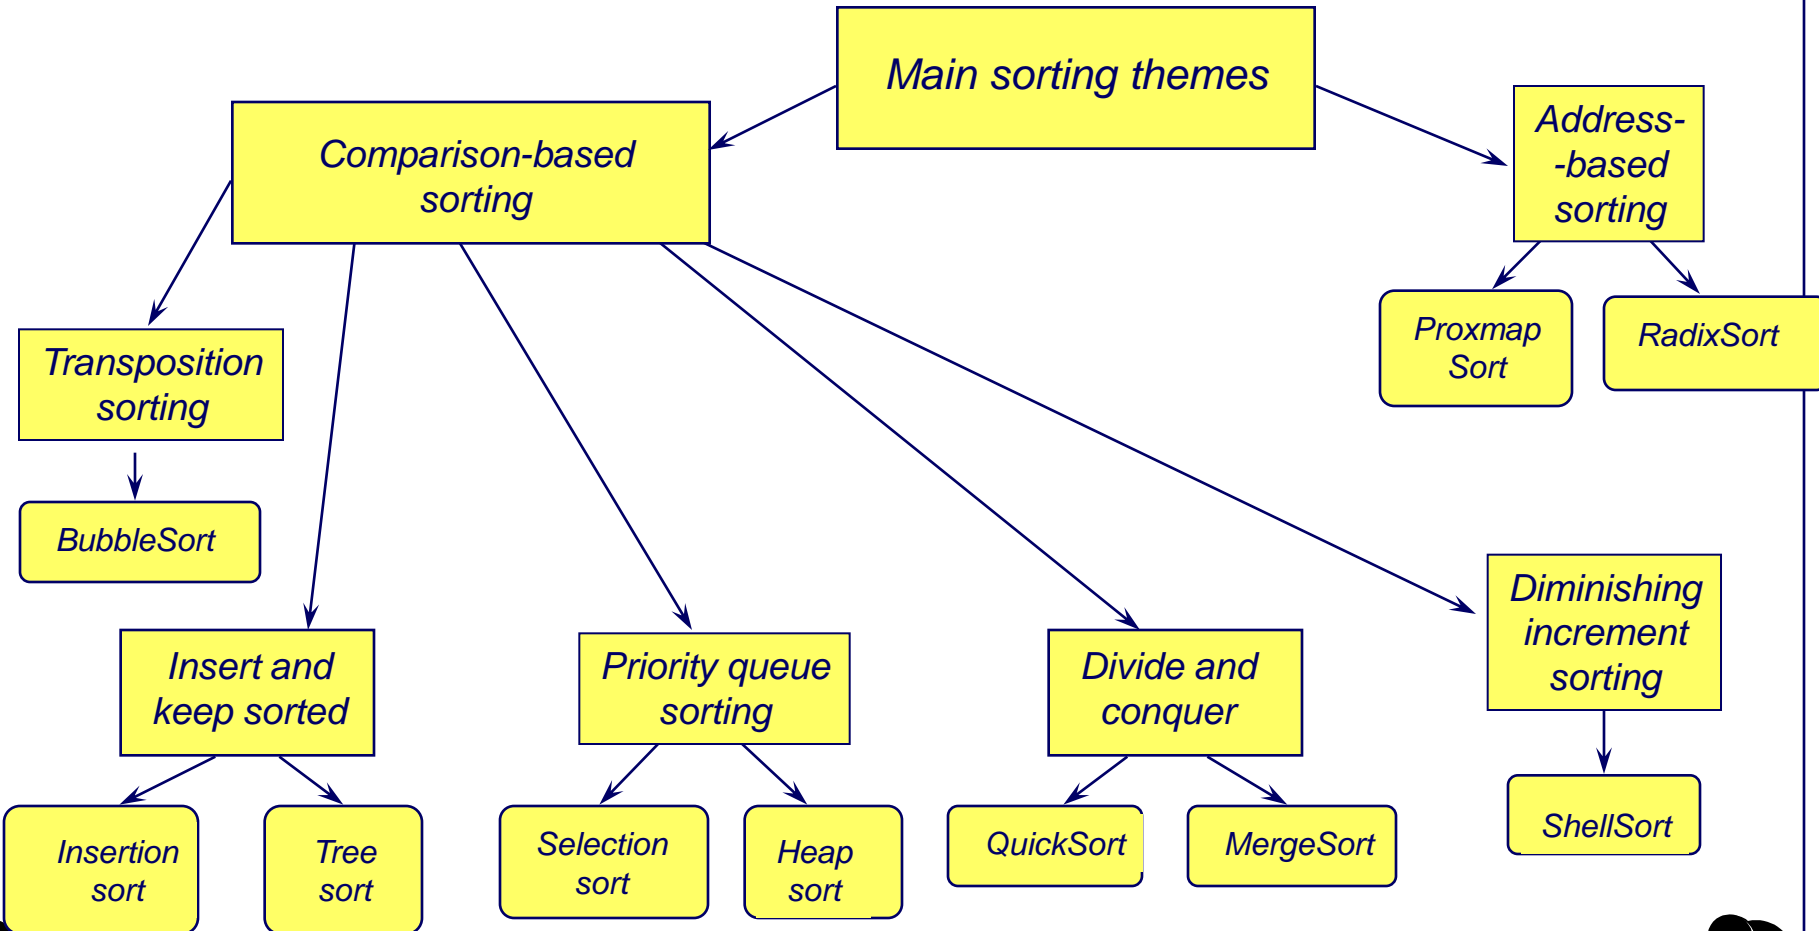 Main sorting themes
Comparison-based
sorting
Address-
-based
sorting
Proxmap
Sort
RadixSort
Transposition
sorting
BubbleSort
Insert and
keep sorted
Priority queue
sorting
Divide and
conquer
Diminishing
increment
sorting
Insertion
sort
Tree
sort
Selection
sort
Heap
sort
QuickSort
MergeSort
ShellSort